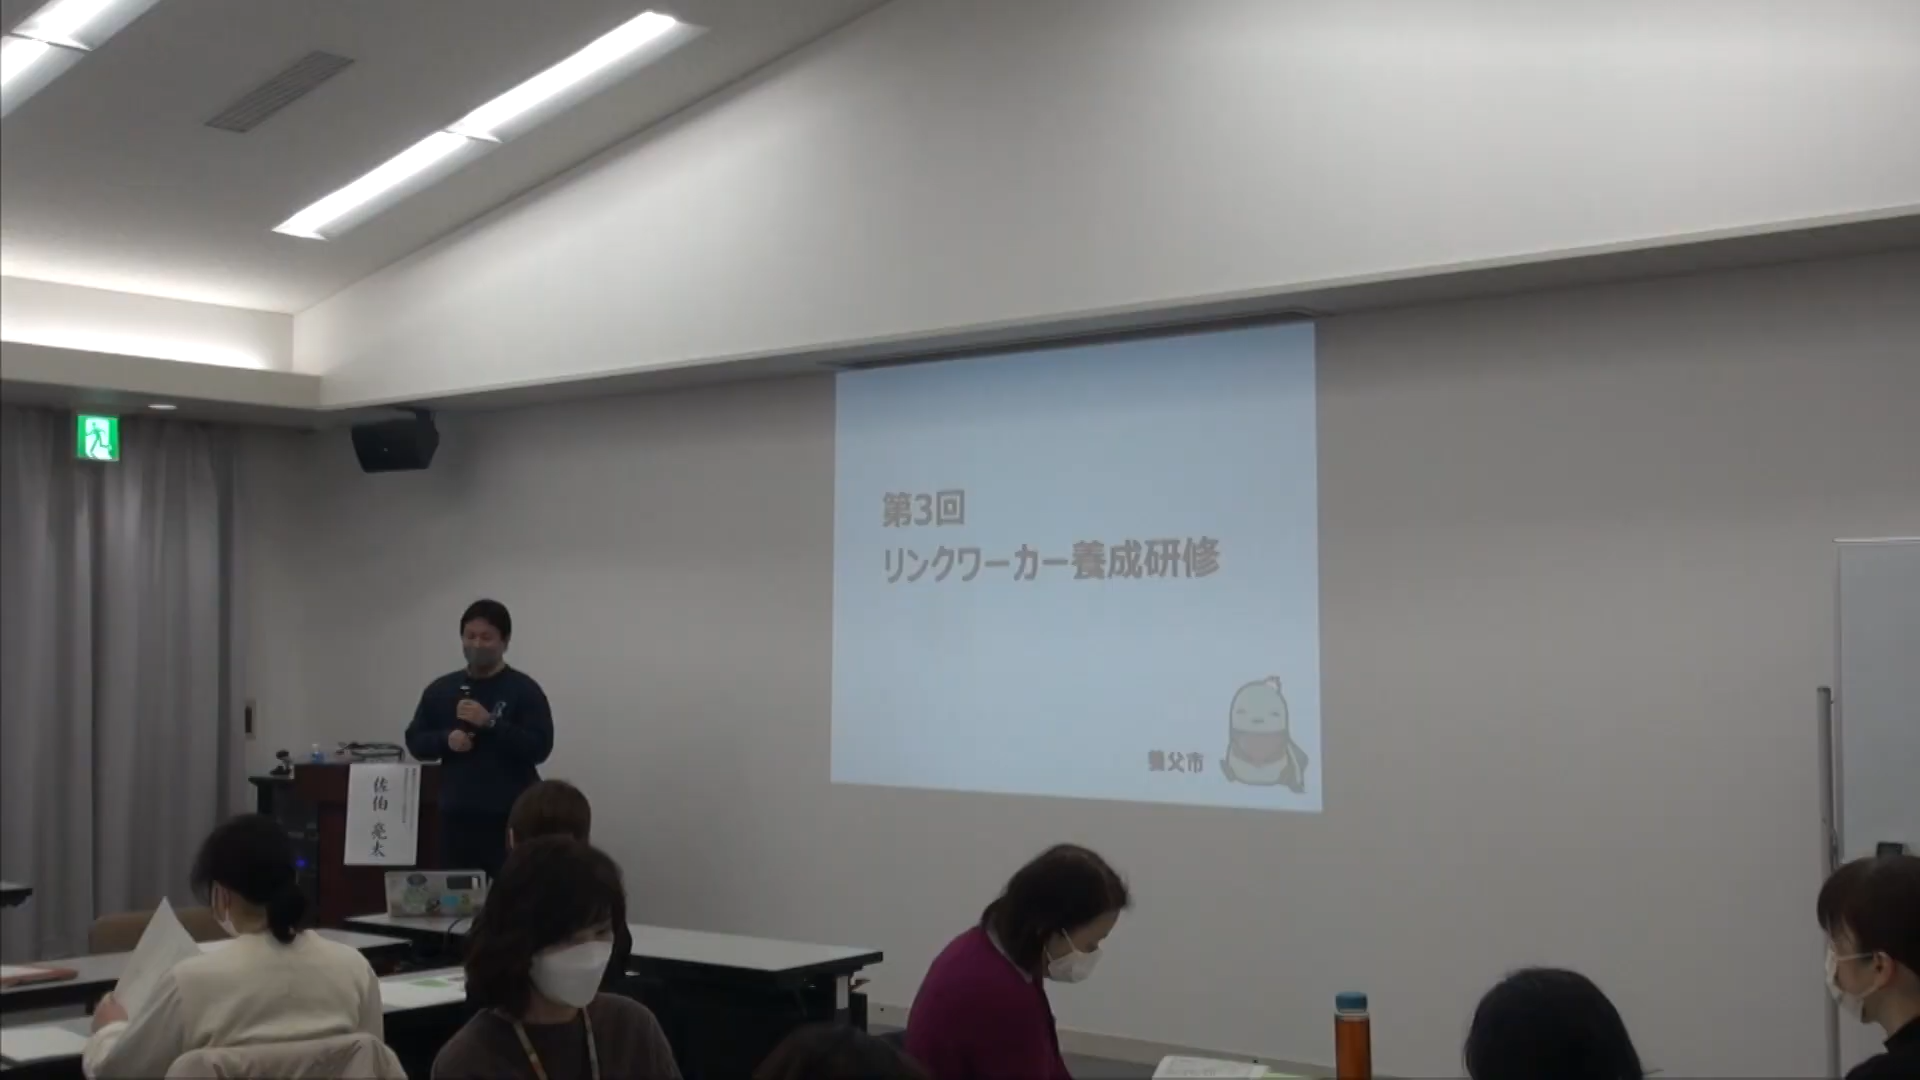 第3回
リンクワーカー養成研修
養父市
佐伯 亮太